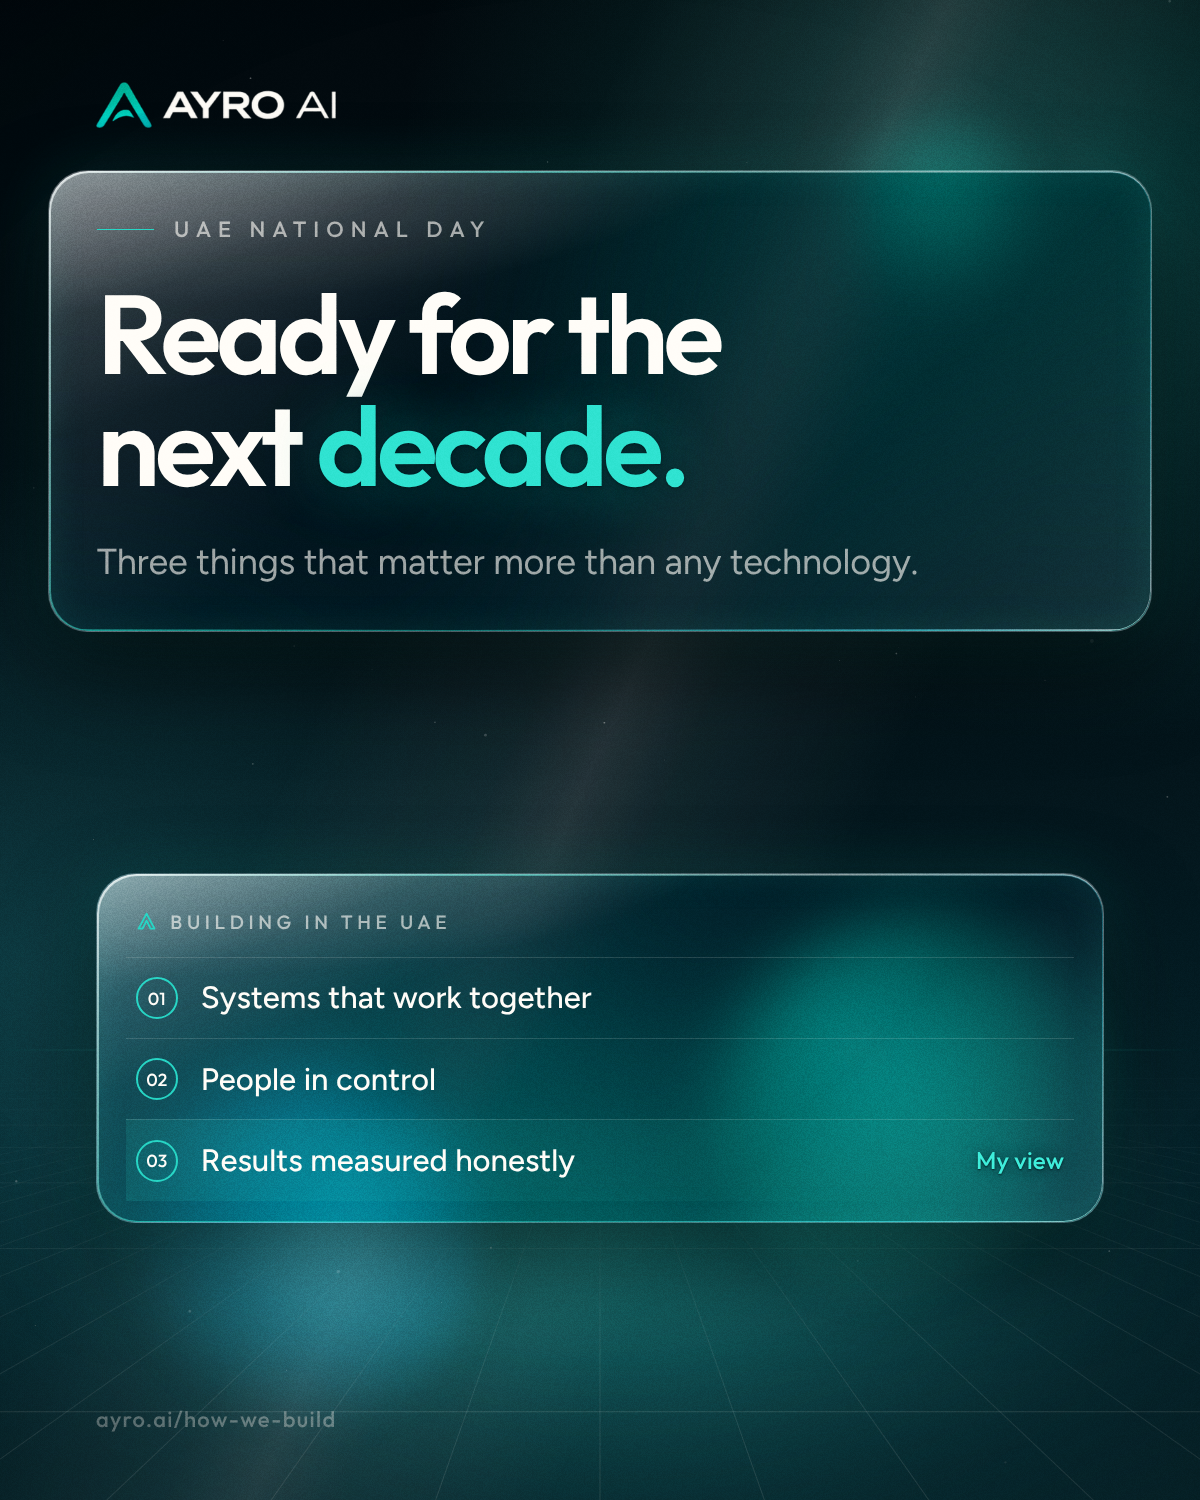 AYRO AI
UAE NATIONAL DAY
Ready for the
next decade.
Three things that matter more than any technology.
BUILDING IN THE UAE
01 Systems that work together
02 People in control
03 Results measured honestly My view
ayro.ai/how-we-build